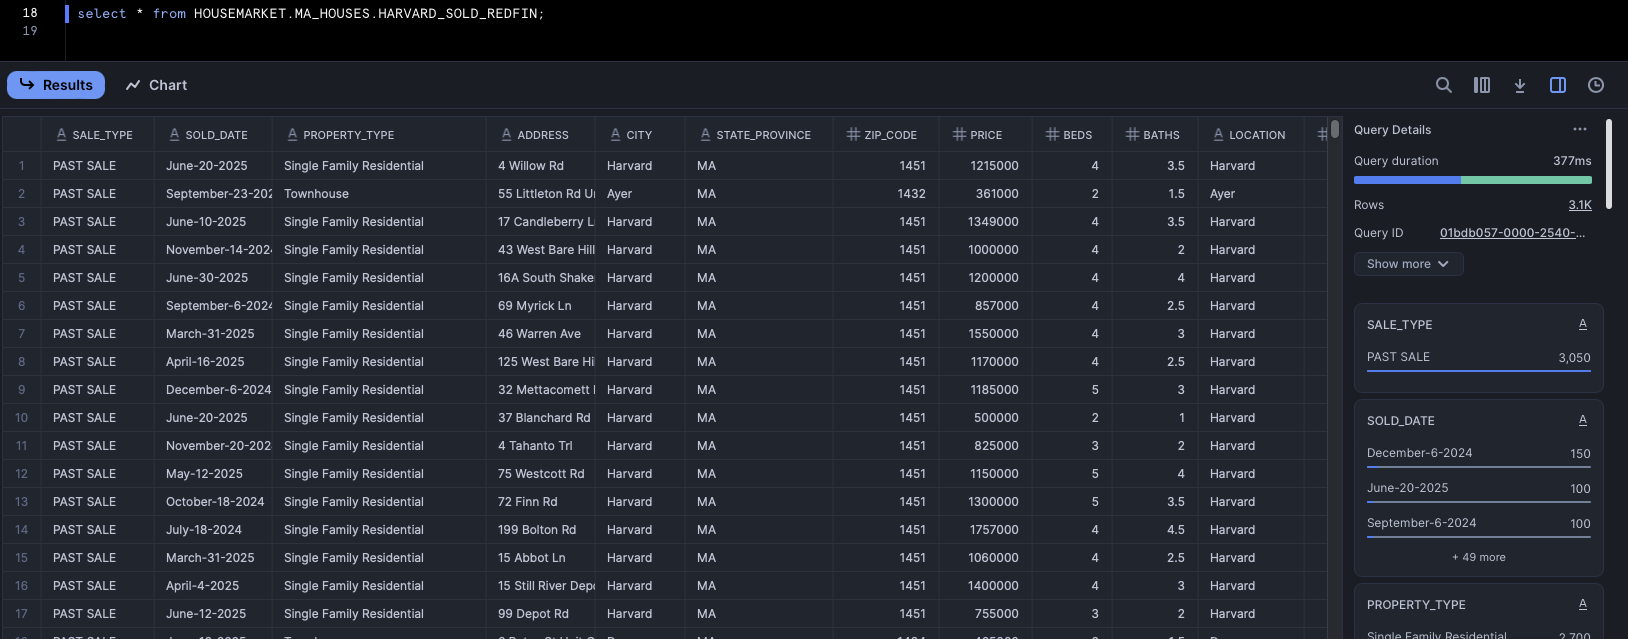 18 select * from HOUSEMARKET.MA_HOUSES.HARVARD_SOLD_REDFIN;
19
Results Chart
A SALE_TYPE A SOLD_DATE A PROPERTY_TYPE A ADDRESS A CITY A STATE_PROVINCE # ZIP_CODE # PRICE # BEDS # BATHS A LOCATION #
1 PAST SALE June-20-2025 Single Family Residential 4 Willow Rd Harvard MA 1451 1215000 4 3.5 Harvard
2 PAST SALE September-23-202 Townhouse 55 Littleton Rd Ayer MA 1432 361000 2 1.5 Ayer
3 PAST SALE June-10-2025 Single Family Residential 17 Candleberry L Harvard MA 1451 1349000 4 3.5 Harvard
4 PAST SALE November-14-2024 Single Family Residential 43 West Bare Hill Harvard MA 1451 1000000 4 2 Harvard
5 PAST SALE June-30-2025 Single Family Residential 16A South Shake Harvard MA 1451 1200000 4 4 Harvard
6 PAST SALE September-6-2024 Single Family Residential 69 Myrick Ln Harvard MA 1451 857000 4 2.5 Harvard
7 PAST SALE March-31-2025 Single Family Residential 46 Warren Ave Harvard MA 1451 1550000 4 3 Harvard
8 PAST SALE April-16-2025 Single Family Residential 125 West Bare Hi Harvard MA 1451 1170000 4 2.5 Harvard
9 PAST SALE December-6-2024 Single Family Residential 32 Mettacomett Harvard MA 1451 1185000 5 3 Harvard
10 PAST SALE June-20-2025 Single Family Residential 37 Blanchard Rd Harvard MA 1451 500000 2 1 Harvard
11 PAST SALE November-20-202 Single Family Residential 4 Tahanto Trl Harvard MA 1451 825000 3 2 Harvard
12 PAST SALE May-12-2025 Single Family Residential 75 Westcott Rd Harvard MA 1451 1150000 5 4 Harvard
13 PAST SALE October-18-2024 Single Family Residential 72 Finn Rd Harvard MA 1451 1300000 5 3.5 Harvard
14 PAST SALE July-18-2024 Single Family Residential 199 Bolton Rd Harvard MA 1451 1757000 4 4.5 Harvard
15 PAST SALE March-31-2025 Single Family Residential 15 Abbot Ln Harvard MA 1451 1060000 4 2.5 Harvard
16 PAST SALE April-4-2025 Single Family Residential 15 Still River Depo Harvard MA 1451 1400000 4 3 Harvard
17 PAST SALE June-12-2025 Single Family Residential 99 Depot Rd Harvard MA 1451 755000 3 2 Harvard
Query Details ...
Query duration 377ms
Rows 3.1K
Query ID 01bdb057-0000-2540-...
Show more
SALE_TYPE A
PAST SALE 3,050
SOLD_DATE A
December-6-2024 150
June-20-2025 100
September-6-2024 100
+ 49 more
PROPERTY_TYPE A
Single Family Residential 2,700